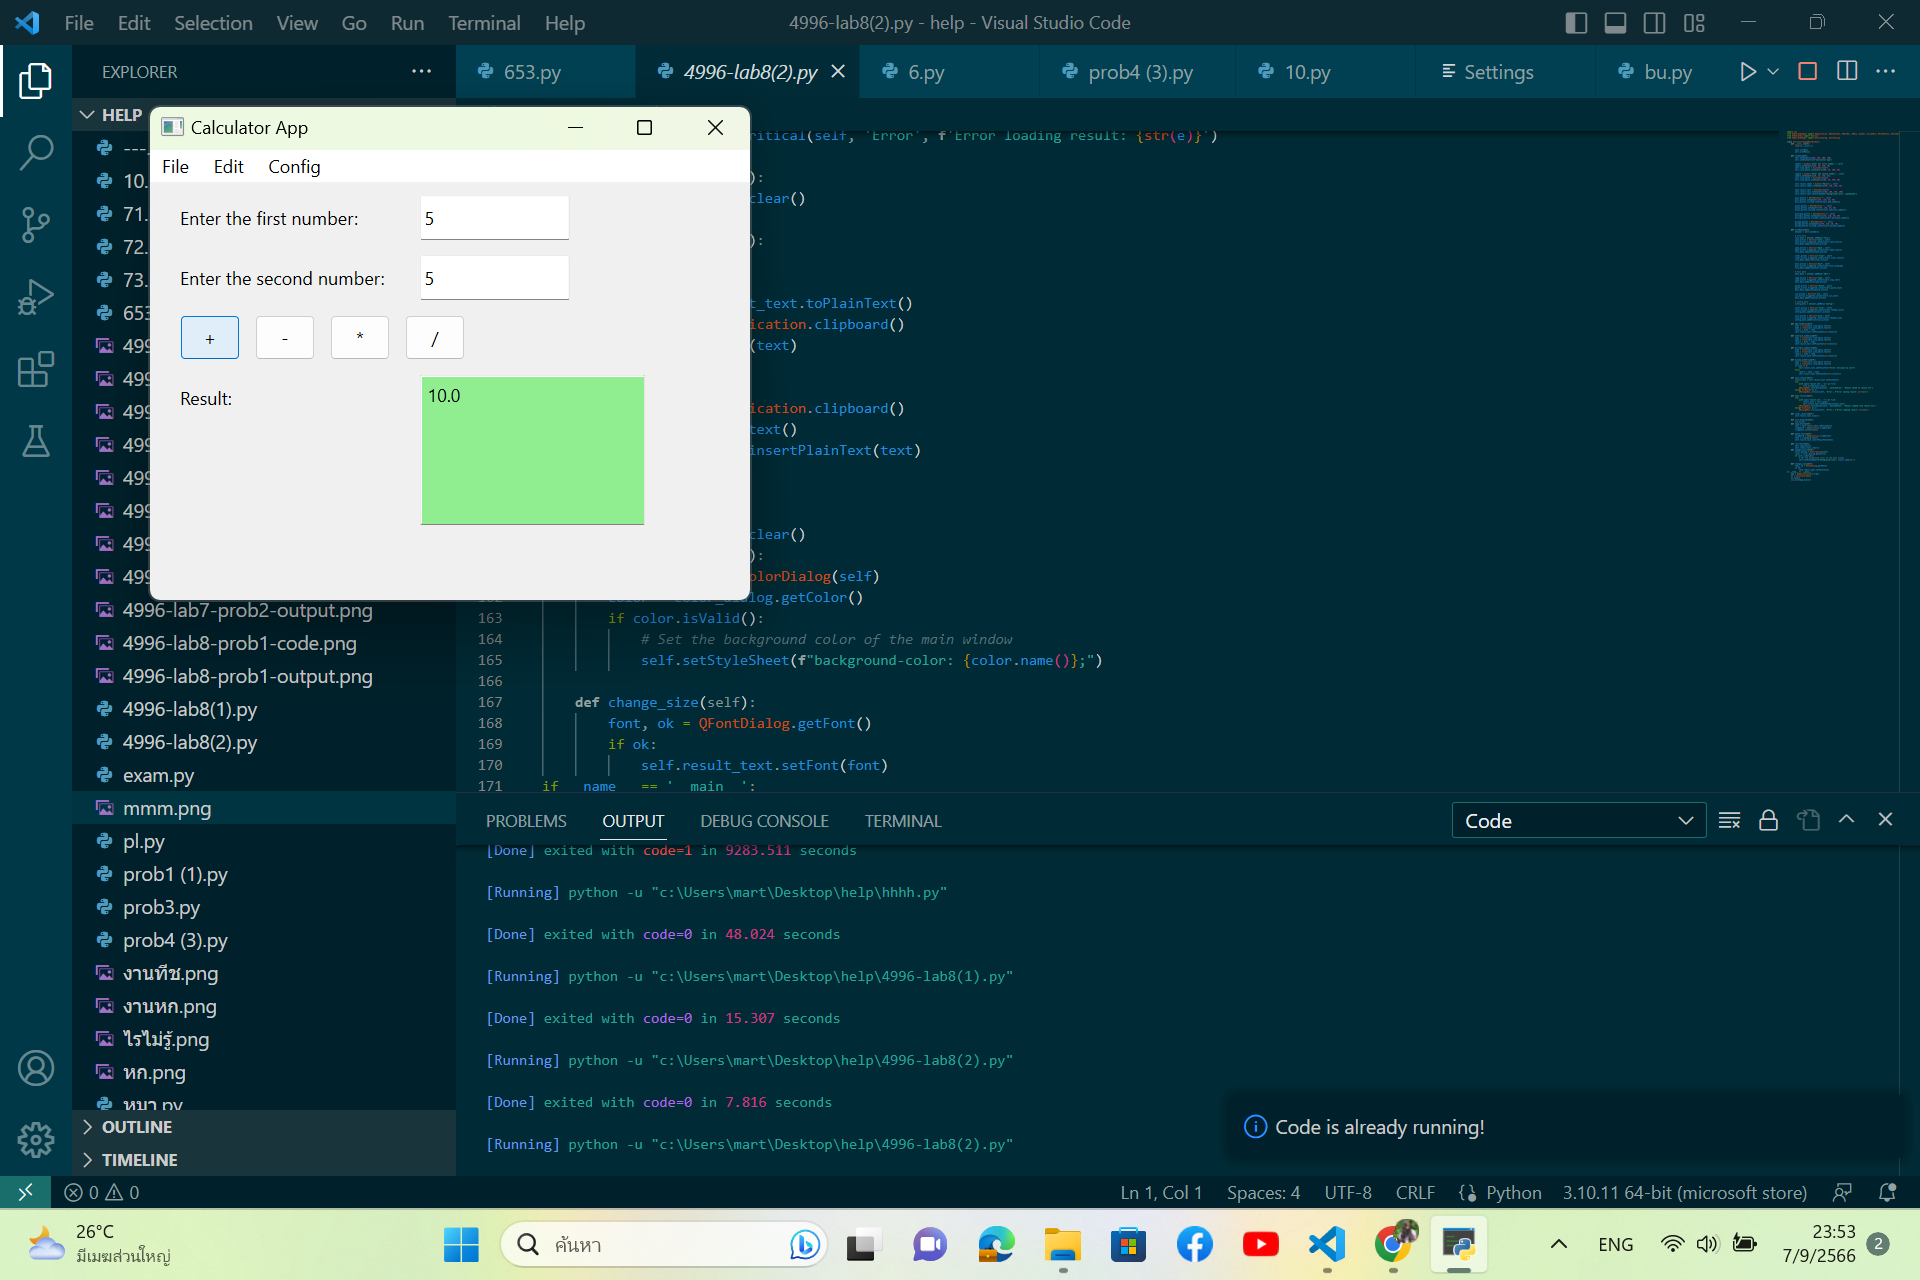 File Edit Selection View Go Run Terminal Help
4996-lab8(2).py - help - Visual Studio Code
EXPLORER
653.py
4996-lab8(2).py
6.py
prob4 (3).py
10.py
Settings
bu.py
HELP
10.
71.
72.
73.
653
499
499
499
499
499
499
499
499
4996-lab7-prob2-output.png
4996-lab8-prob1-code.png
4996-lab8-prob1-output.png
4996-lab8(1).py
4996-lab8(2).py
exam.py
mmm.png
pl.py
prob1 (1).py
prob3.py
prob4 (3).py
งานทีช.png
งานหก.png
ไรไม่รู้.png
หก.png
หมา.py
OUTLINE
TIMELINE
Calculator App
File Edit Config
Enter the first number: 5
Enter the second number: 5
+ - * /
Result: 10.0
ritical(self, 'Error', f'Error loading result: {str(e)}')
):
clear()
):
t_text.toPlainText()
ication.clipboard()
(text)
ication.clipboard()
text()
insertPlainText(text)
clear()
):
olorDialog(self)
log.getColor()
163 if color.isValid():
164 # Set the background color of the main window
165 self.setStyleSheet(f"background-color: {color.name()};")
166
167 def change_size(self):
168 font, ok = QFontDialog.getFont()
169 if ok:
170 self.result_text.setFont(font)
171 if __name__ == '__main__':
PROBLEMS OUTPUT DEBUG CONSOLE TERMINAL
Code
[Done] exited with code=1 in 9283.511 seconds
[Running] python -u "c:\Users\mart\Desktop\help\hhhh.py"
[Done] exited with code=0 in 48.024 seconds
[Running] python -u "c:\Users\mart\Desktop\help\4996-lab8(1).py"
[Done] exited with code=0 in 15.307 seconds
[Running] python -u "c:\Users\mart\Desktop\help\4996-lab8(2).py"
[Done] exited with code=0 in 7.816 seconds
[Running] python -u "c:\Users\mart\Desktop\help\4996-lab8(2).py"
Code is already running!
0 0
Ln 1, Col 1 Spaces: 4 UTF-8 CRLF Python 3.10.11 64-bit (microsoft store)
26°C
มีเมฆส่วนใหญ่
ค้นหา
ENG
23:53
7/9/2566
2